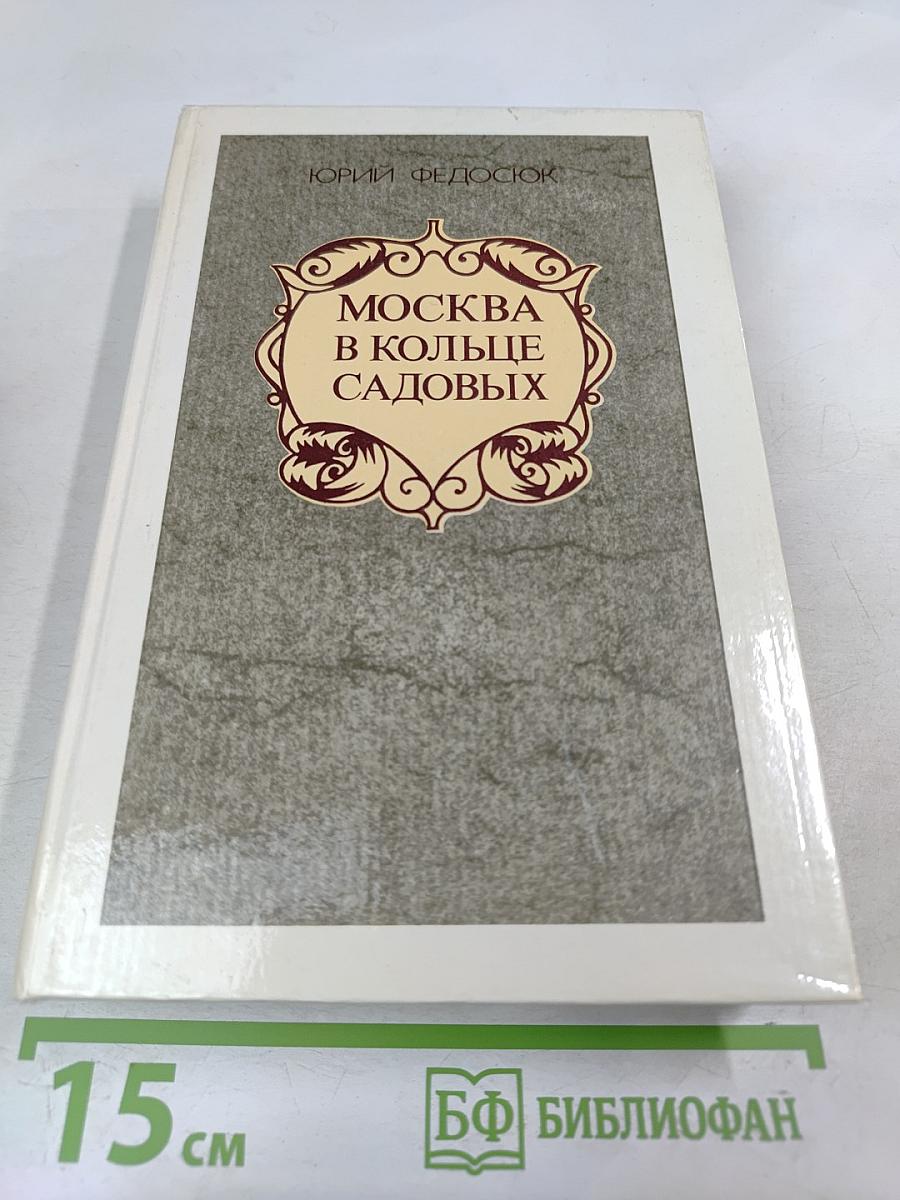 ЮРИЙ ФЕДОСЮК
МОСКВА
В КОЛЬЦЕ
САДОВЫХ
15 см
БФ БИБЛИОФАН